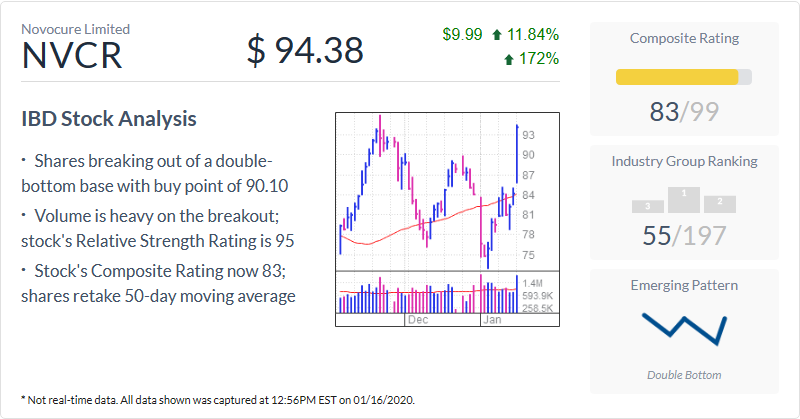 Novocure Limited
NVCR
$ 94.38
$9.99 11.84%
172%
IBD Stock Analysis
· Shares breaking out of a double-
bottom base with buy point of 90.10
· Volume is heavy on the breakout;
stock's Relative Strength Rating is 95
· Stock's Composite Rating now 83;
shares retake 50-day moving average
93
90
87
84
81
78
75
1.4M
593.9K
258.5K
Dec
Jan
Composite Rating
83/99
Industry Group Ranking
3
1
2
55/197
Emerging Pattern
Double Bottom
* Not real-time data. All data shown was captured at 12:56PM EST on 01/16/2020.